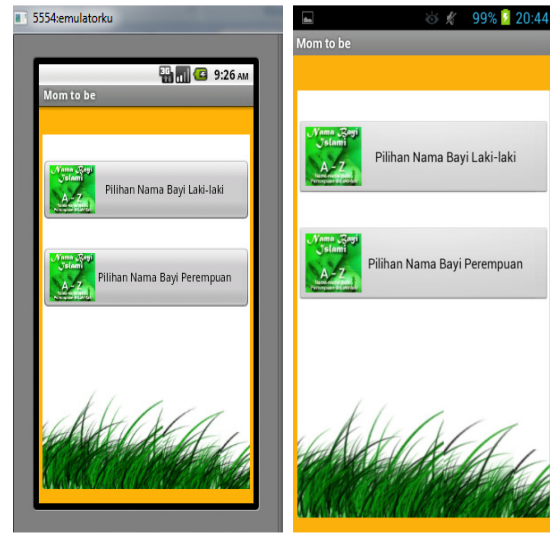 5554:emulatorku
3G
9:26 AM
Mom to be
Nama Bayi
Islami
A - Z
Pilihan Nama Bayi Laki-laki
Nama Bayi
Islami
A - Z
Pilihan Nama Bayi Perempuan
99% 20:44
Mom to be
Nama Bayi
Islami
A - Z
Pilihan Nama Bayi Laki-laki
Nama Bayi
Islami
A - Z
Pilihan Nama Bayi Perempuan